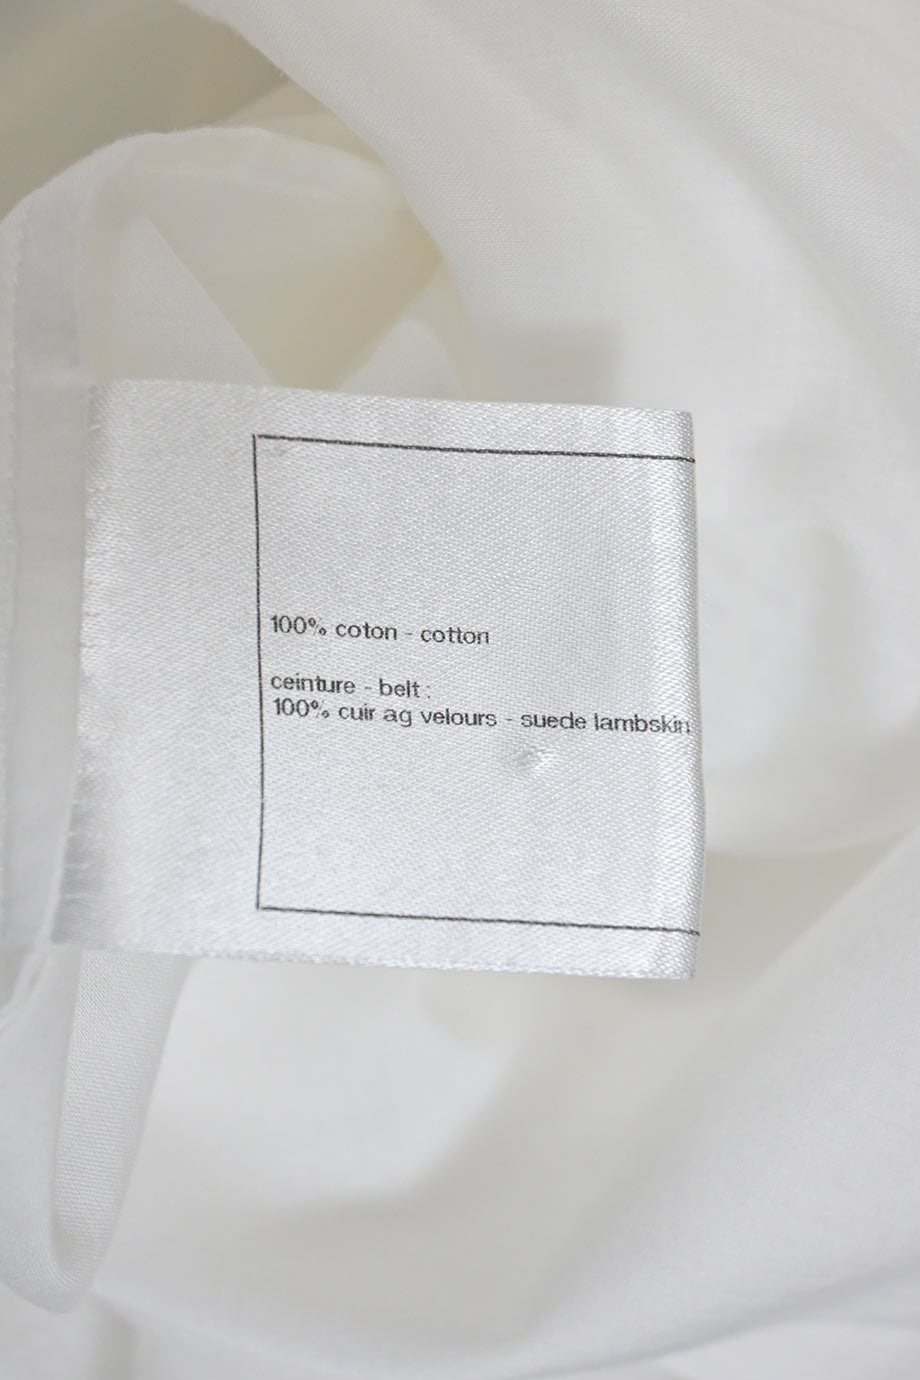 100% coton - cotton
ceinture - belt :
100% cuir ag velours - suede lambskin